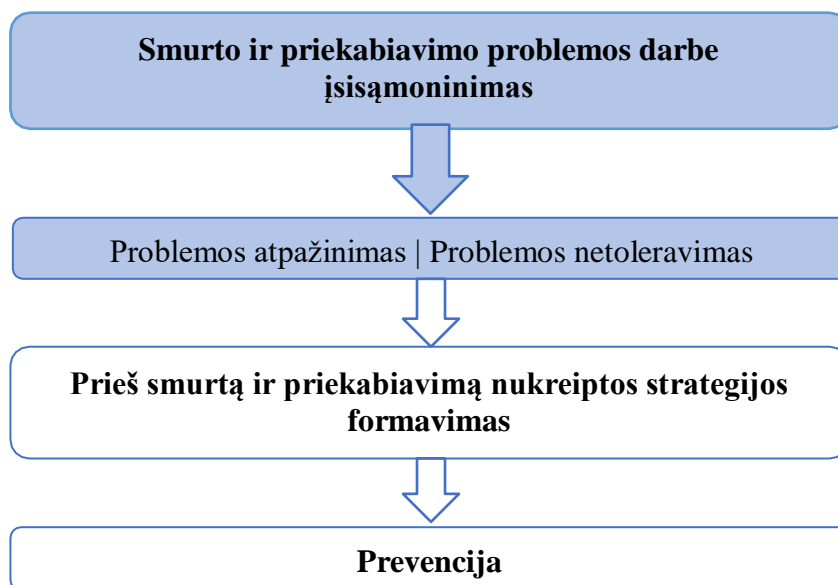 Smurto ir priekabiavimo problemos darbe
įsisąmoninimas
Problemos atpažinimas | Problemos netoleravimas
Prieš smurtą ir priekabiavimą nukreiptos strategijos
formavimas
Prevencija